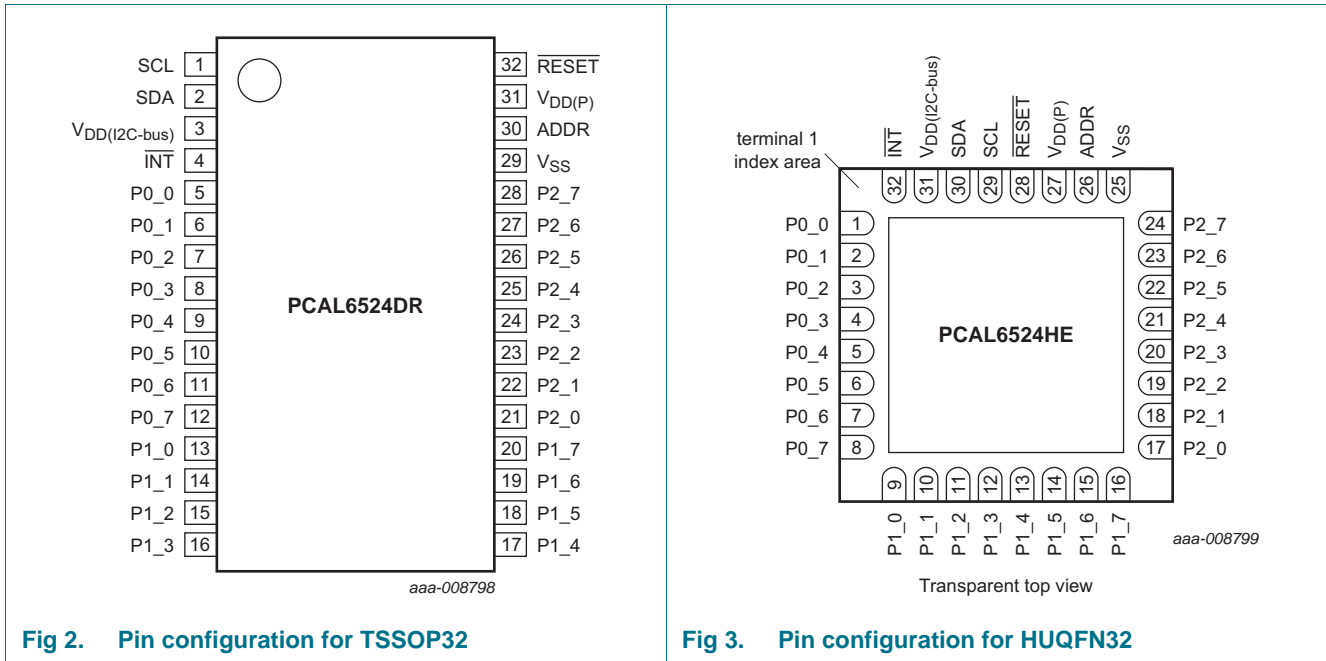 SCL 1
SDA 2
VDD(I2C-bus) 3
INT 4
P0_0 5
P0_1 6
P0_2 7
P0_3 8
P0_4 9
P0_5 10
P0_6 11
P0_7 12
P1_0 13
P1_1 14
P1_2 15
P1_3 16
PCAL6524DR
32 RESET
31 VDD(P)
30 ADDR
29 VSS
28 P2_7
27 P2_6
26 P2_5
25 P2_4
24 P2_3
23 P2_2
22 P2_1
21 P2_0
20 P1_7
19 P1_6
18 P1_5
17 P1_4
aaa-008798
Fig 2. Pin configuration for TSSOP32
terminal 1
index area
INT 32
VDD(I2C-bus) 31
SDA 30
SCL 29
RESET 28
VDD(P) 27
ADDR 26
VSS 25
P0_0 1
P0_1 2
P0_2 3
P0_3 4
P0_4 5
P0_5 6
P0_6 7
P0_7 8
PCAL6524HE
24 P2_7
23 P2_6
22 P2_5
21 P2_4
20 P2_3
19 P2_2
18 P2_1
17 P2_0
P1_0 9
P1_1 10
P1_2 11
P1_3 12
P1_4 13
P1_5 14
P1_6 15
P1_7 16
aaa-008799
Transparent top view
Fig 3. Pin configuration for HUQFN32